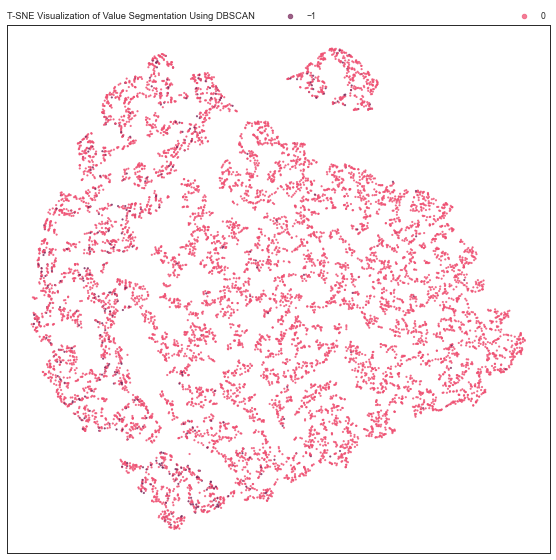 T-SNE Visualization of Value Segmentation Using DBSCAN −1 0